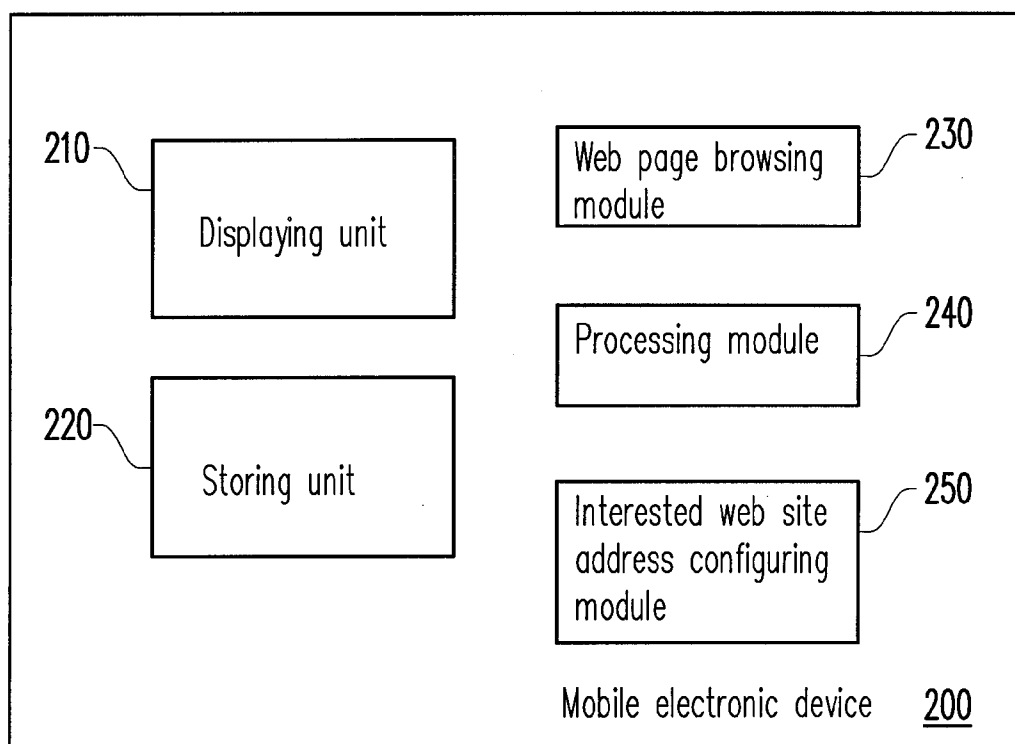 210
Displaying unit
220
Storing unit
230
Web page browsing
module
240
Processing module
250
Interested web site
address configuring
module
Mobile electronic device 200